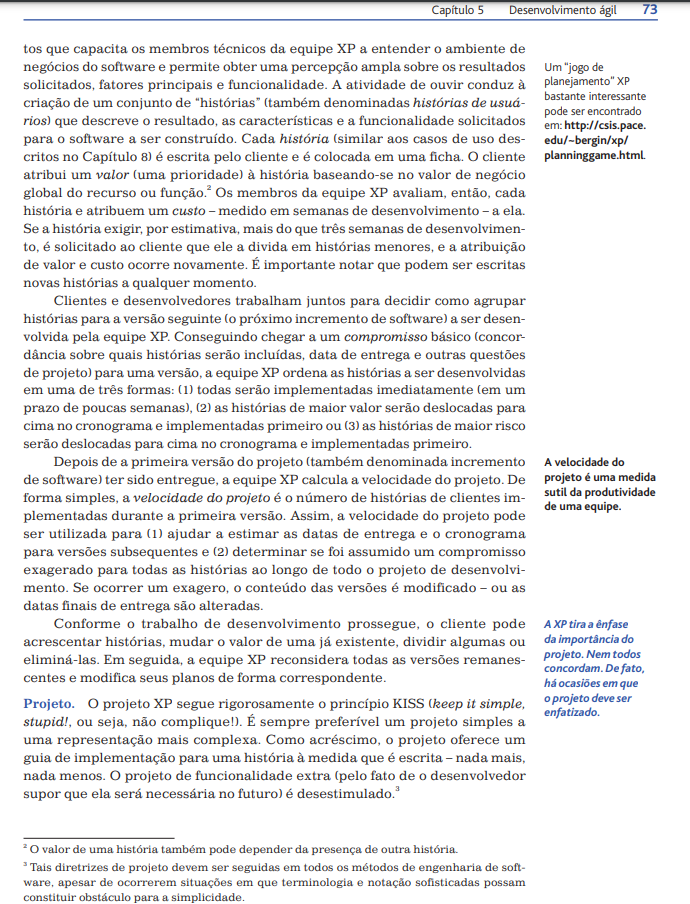 Capítulo 5 Desenvolvimento ágil 73
tos que capacita os membros técnicos da equipe XP a entender o ambiente de
negócios do software e permite obter uma percepção ampla sobre os resultados
solicitados, fatores principais e funcionalidade. A atividade de ouvir conduz à
criação de um conjunto de “histórias” (também denominadas histórias de usuá-
rios) que descreve o resultado, as características e a funcionalidade solicitados
para o software a ser construído. Cada história (similar aos casos de uso des-
critos no Capítulo 8) é escrita pelo cliente e é colocada em uma ficha. O cliente
atribui um valor (uma prioridade) à história baseando-se no valor de negócio
global do recurso ou função.² Os membros da equipe XP avaliam, então, cada
história e atribuem um custo – medido em semanas de desenvolvimento – a ela.
Se a história exigir, por estimativa, mais do que três semanas de desenvolvimen-
to, é solicitado ao cliente que ele a divida em histórias menores, e a atribuição
de valor e custo ocorre novamente. É importante notar que podem ser escritas
novas histórias a qualquer momento.
Um “jogo de
planejamento” XP
bastante interessante
pode ser encontrado
em: http://csis.pace.
edu/~bergin/xp/
planninggame.html.
Clientes e desenvolvedores trabalham juntos para decidir como agrupar
histórias para a versão seguinte (o próximo incremento de software) a ser desen-
volvida pela equipe XP. Conseguindo chegar a um compromisso básico (concor-
dância sobre quais histórias serão incluídas, data de entrega e outras questões
de projeto) para uma versão, a equipe XP ordena as histórias a ser desenvolvidas
em uma de três formas: (1) todas serão implementadas imediatamente (em um
prazo de poucas semanas), (2) as histórias de maior valor serão deslocadas para
cima no cronograma e implementadas primeiro ou (3) as histórias de maior risco
serão deslocadas para cima no cronograma e implementadas primeiro.
Depois de a primeira versão do projeto (também denominada incremento
de software) ter sido entregue, a equipe XP calcula a velocidade do projeto. De
forma simples, a velocidade do projeto é o número de histórias de clientes im-
plementadas durante a primeira versão. Assim, a velocidade do projeto pode
ser utilizada para (1) ajudar a estimar as datas de entrega e o cronograma
para versões subsequentes e (2) determinar se foi assumido um compromisso
exagerado para todas as histórias ao longo de todo o projeto de desenvolvi-
mento. Se ocorrer um exagero, o conteúdo das versões é modificado – ou as
datas finais de entrega são alteradas.
A velocidade do
projeto é uma medida
sutil da produtividade
de uma equipe.
Conforme o trabalho de desenvolvimento prossegue, o cliente pode
acrescentar histórias, mudar o valor de uma já existente, dividir algumas ou
eliminá-las. Em seguida, a equipe XP reconsidera todas as versões remanes-
centes e modifica seus planos de forma correspondente.
A XP tira a ênfase
da importância do
projeto. Nem todos
concordam. De fato,
há ocasiões em que
o projeto deve ser
enfatizado.
Projeto. O projeto XP segue rigorosamente o princípio KISS (keep it simple,
stupid!, ou seja, não complique!). É sempre preferível um projeto simples a
uma representação mais complexa. Como acréscimo, o projeto oferece um
guia de implementação para uma história à medida que é escrita – nada mais,
nada menos. O projeto de funcionalidade extra (pelo fato de o desenvolvedor
supor que ela será necessária no futuro) é desestimulado.³
² O valor de uma história também pode depender da presença de outra história.
³ Tais diretrizes de projeto devem ser seguidas em todos os métodos de engenharia de soft-
ware, apesar de ocorrerem situações em que terminologia e notação sofisticadas possam
constituir obstáculo para a simplicidade.